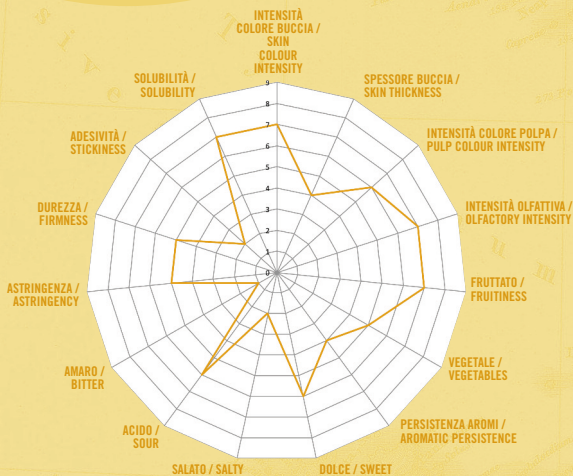 INTENSITÀ
COLORE BUCCIA /
SKIN
COLOUR
INTENSITY
SPESSORE BUCCIA /
SKIN THICKNESS
INTENSITÀ COLORE POLPA /
PULP COLOUR INTENSITY
INTENSITÀ OLFATTIVA /
OLFACTORY INTENSITY
FRUTTATO /
FRUITINESS
VEGETALE /
VEGETABLES
PERSISTENZA AROMI /
AROMATIC PERSISTENCE
DOLCE / SWEET
SALATO / SALTY
ACIDO /
SOUR
AMARO /
BITTER
ASTRINGENZA /
ASTRINGENCY
DUREZZA /
FIRMNESS
ADESIVITÀ /
STICKINESS
SOLUBILITÀ /
SOLUBILITY
9
8
7
6
5
4
3
2
1
0